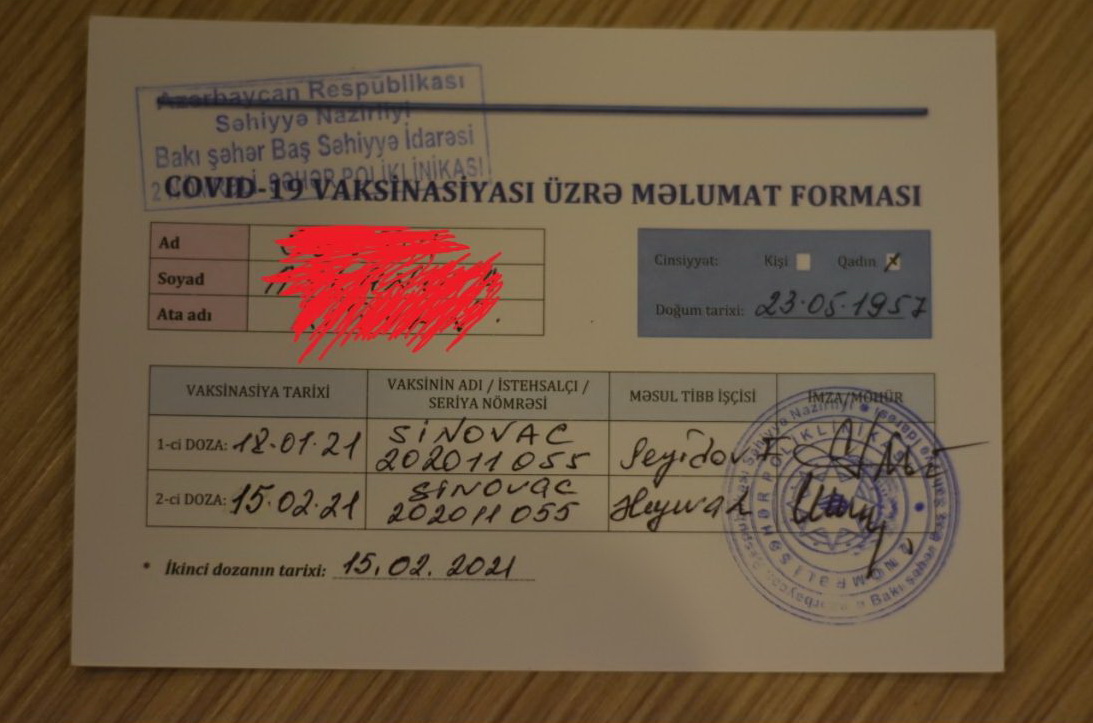 Azərbaycan Respublikası
Səhiyyə Nazirliyi
Bakı şəhər Baş Səhiyyə İdarəsi
ŞƏHƏR POLİKLİNİKASI
COVID-19 VAKSİNASİYASI ÜZRƏ MƏLUMAT FORMASI
Ad
Soyad
Ata adı
Cinsiyyət: Kişi Qadın
Doğum tarixi: 23.05.1957
VAKSİNASİYA TARİXİ VAKSİNİN ADI / İSTEHSALÇI / SERİYA NÖMRƏSİ MƏSUL TİBB İŞÇİSİ İMZA/MÖHÜR
1-ci DOZA: 18.01.21 SİNOVAC 202011055 Seyidov
2-ci DOZA: 15.02.21 SİNOVAC 202011055
* İkinci dozanın tarixi: 15.02.2021